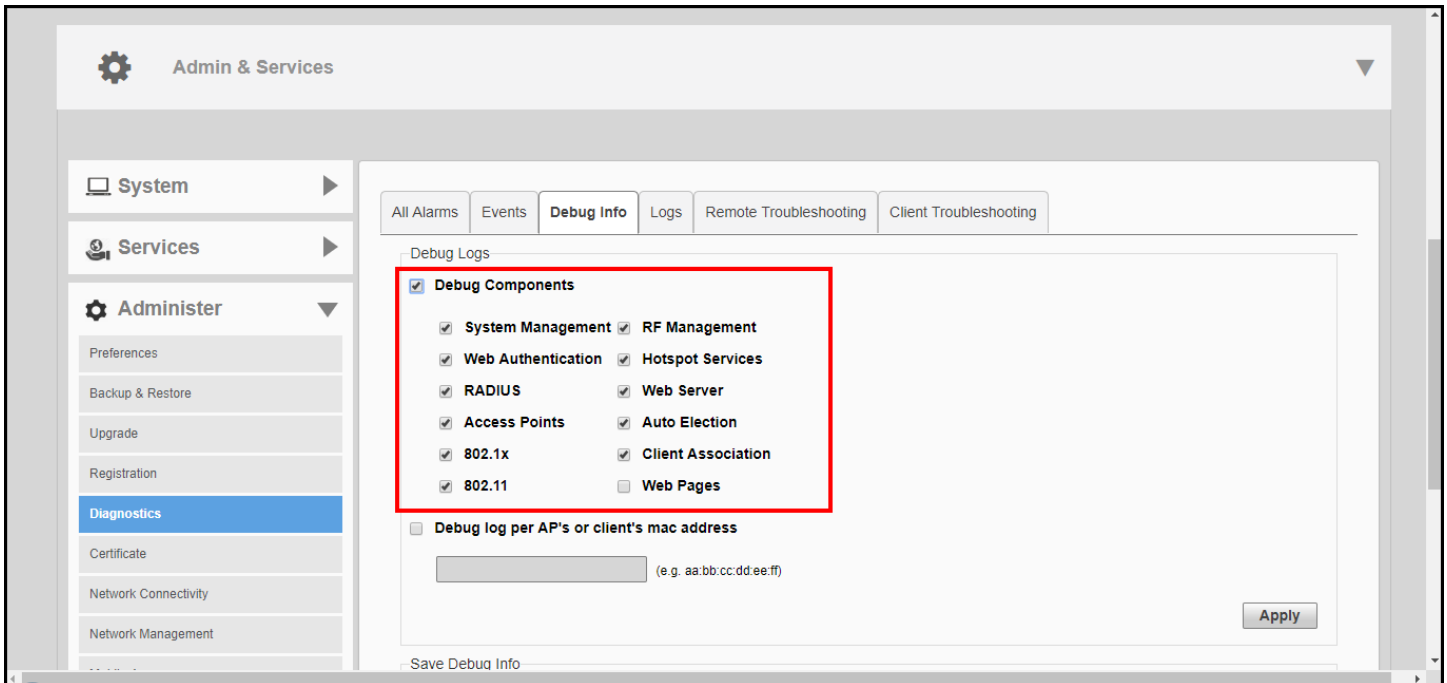 Admin & Services
System
Services
Administer
Preferences
Backup & Restore
Upgrade
Registration
Diagnostics
Certificate
Network Connectivity
Network Management
All Alarms Events Debug Info Logs Remote Troubleshooting Client Troubleshooting
Debug Logs
Debug Components
System Management RF Management
Web Authentication Hotspot Services
RADIUS Web Server
Access Points Auto Election
802.1x Client Association
802.11 Web Pages
Debug log per AP's or client's mac address
(e.g. aa:bb:cc:dd:ee:ff)
Apply
Save Debug Info